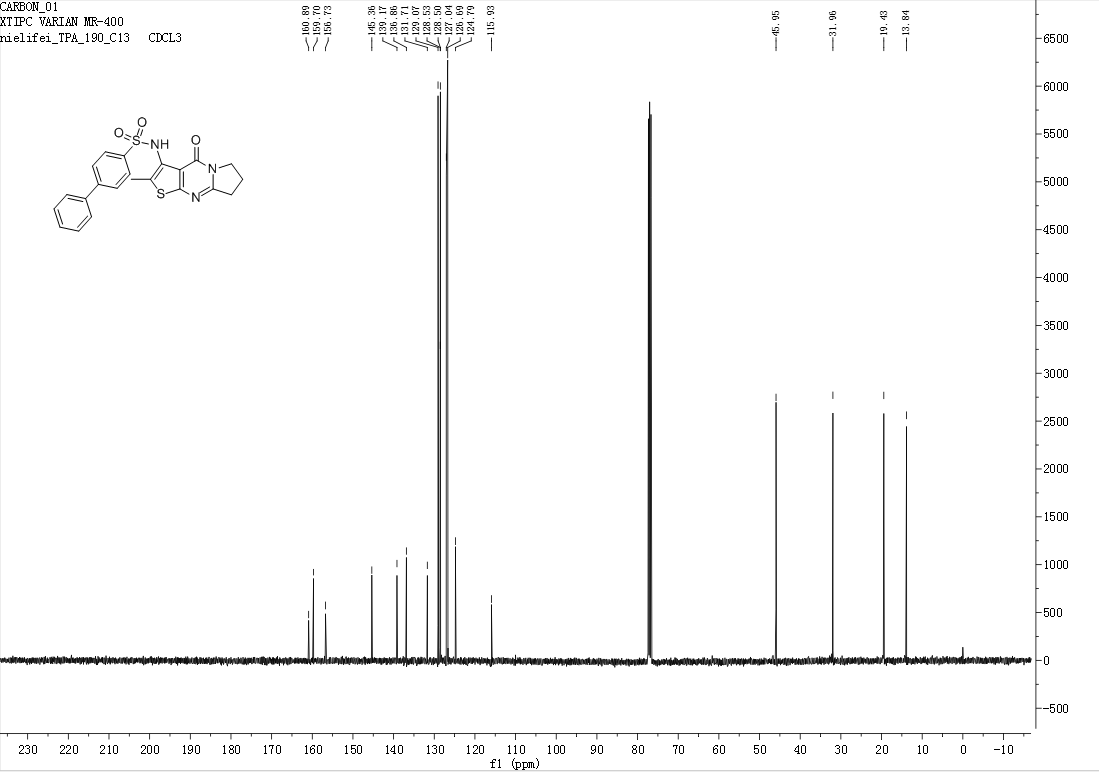 CARBON_01
XTIPC VARIAN MR-400
nielifei_TPA_190_C13 CDCL3
160.89
159.70
156.73
145.36
139.17
136.86
131.71
129.07
128.53
128.50
127.04
126.69
124.79
115.93
45.95
31.96
19.43
13.84
O
O
S
NH
O
N
S
N
6500
6000
5500
5000
4500
4000
3500
3000
2500
2000
1500
1000
500
0
-500
230 220 210 200 190 180 170 160 150 140 130 120 110 100 90 80 70 60 50 40 30 20 10 0 -10
f1 (ppm)